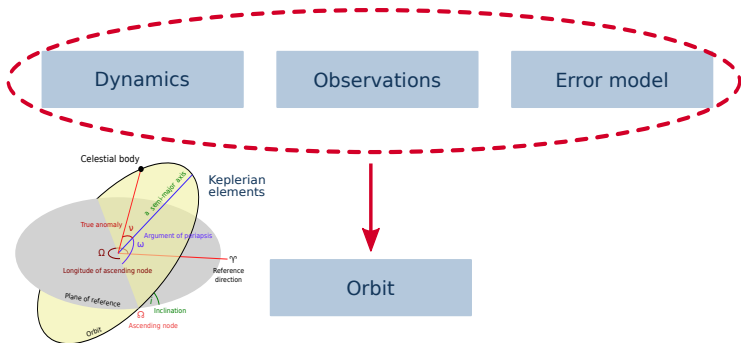 Dynamics
Observations
Error model
Celestial body
Keplerian
elements
a semi-major axis
True anomaly
ν
Argument of periapsis
ω
Ω
Longitude of ascending node
♈
Reference
direction
Plane of reference
Inclination
☊
Ascending node
Orbit
Orbit